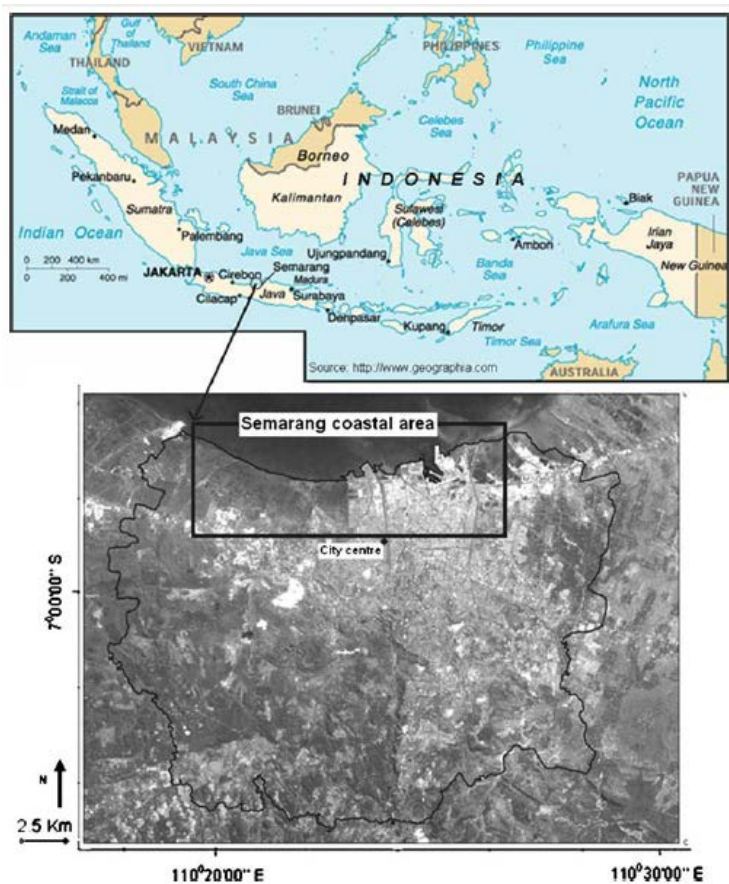 Andaman Sea
Gulf of Thailand
THAILAND
VIETNAM
PHILIPPINES
Philippine Sea
South China Sea
Strait of Malacca
North Pacific Ocean
BRUNEI
Celebes Sea
Medan
MALAYSIA
Borneo
INDONESIA
PAPUA NEW GUINEA
Pekanbaru
Kalimantan
Biak
Sumatra
Sulawesi (Celebes)
Irian Jaya
Indian Ocean
Palembang
Java Sea
Ujungpandang
Ambon
Banda Sea
New Guinea
0 200 400 km
0 200 400 mi
JAKARTA
Cirebon
Semarang
Madura
Cilacap
Java
Surabaya
Denpasar
Kupang
Timor
Arafura Sea
Timor Sea
Source: http://www.geographia.com
AUSTRALIA
Semarang coastal area
City centre
7°00'00" S
N
2.5 Km
110°20'00" E
110°30'00" E